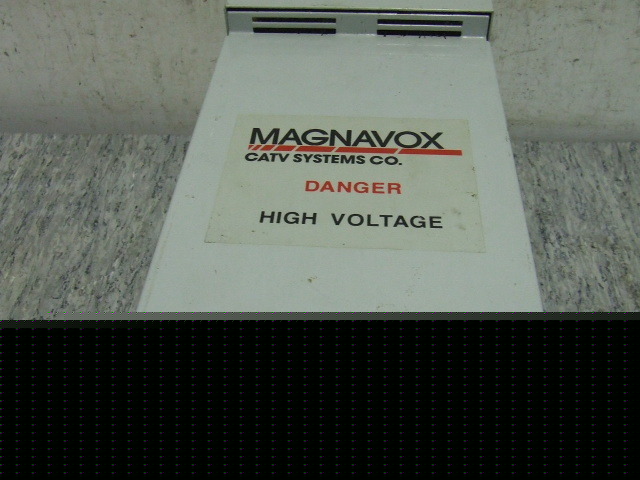 MAGNAVOX
CATV SYSTEMS CO.
DANGER
HIGH VOLTAGE